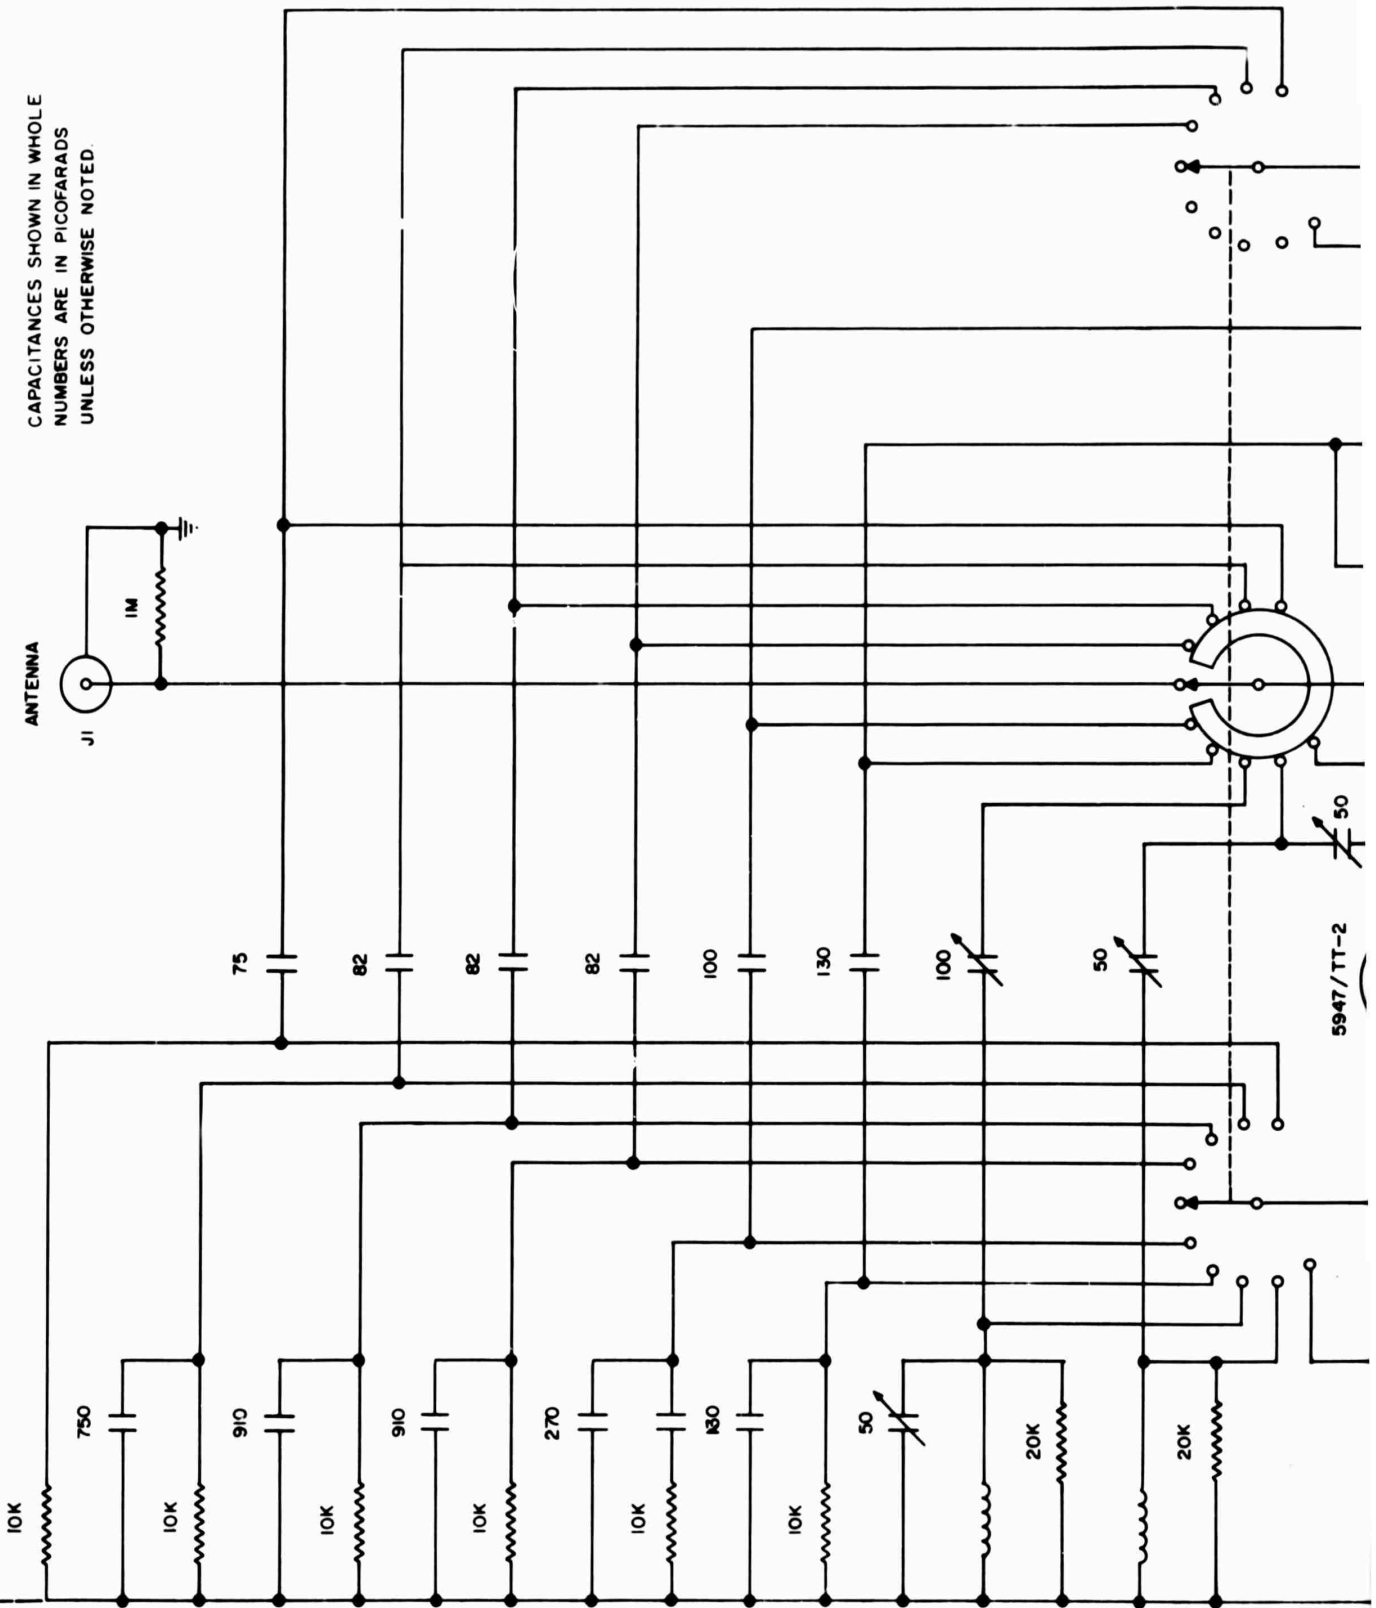 CAPACITANCES SHOWN IN WHOLE
NUMBERS ARE IN PICOFARADS
UNLESS OTHERWISE NOTED.
ANTENNA
J1
1M
75
82
82
82
100
130
100
50
50
5947/TT-2
750
910
910
270
130
50
20K
20K
10K
10K
10K
10K
10K
10K